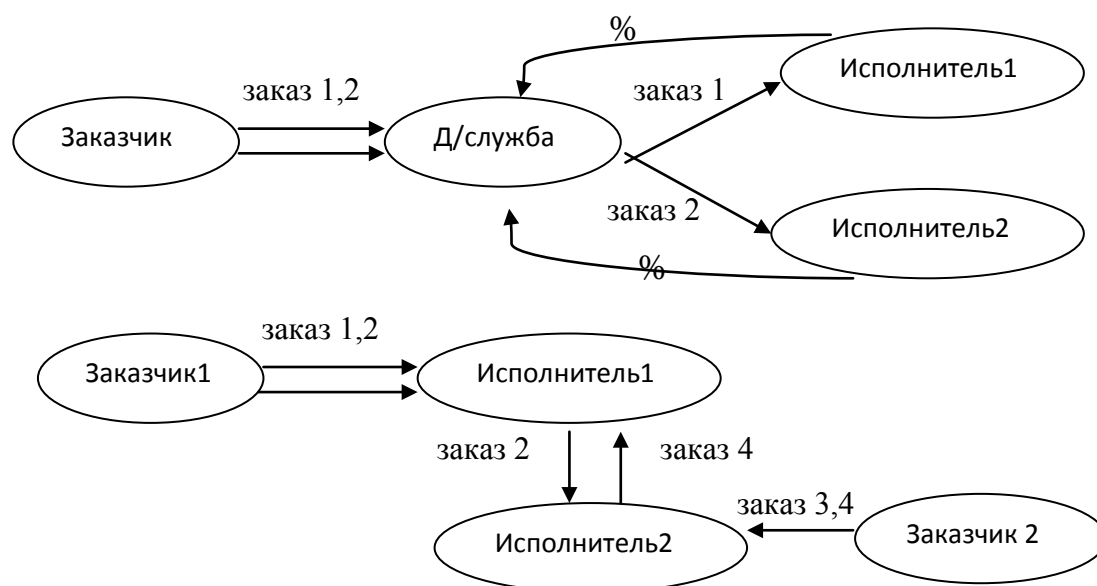 %
Исполнитель1
заказ 1,2
заказ 1
Заказчик
Д/служба
заказ 2
Исполнитель2
%
заказ 1,2
Заказчик1
Исполнитель1
заказ 2
заказ 4
заказ 3,4
Исполнитель2
Заказчик 2